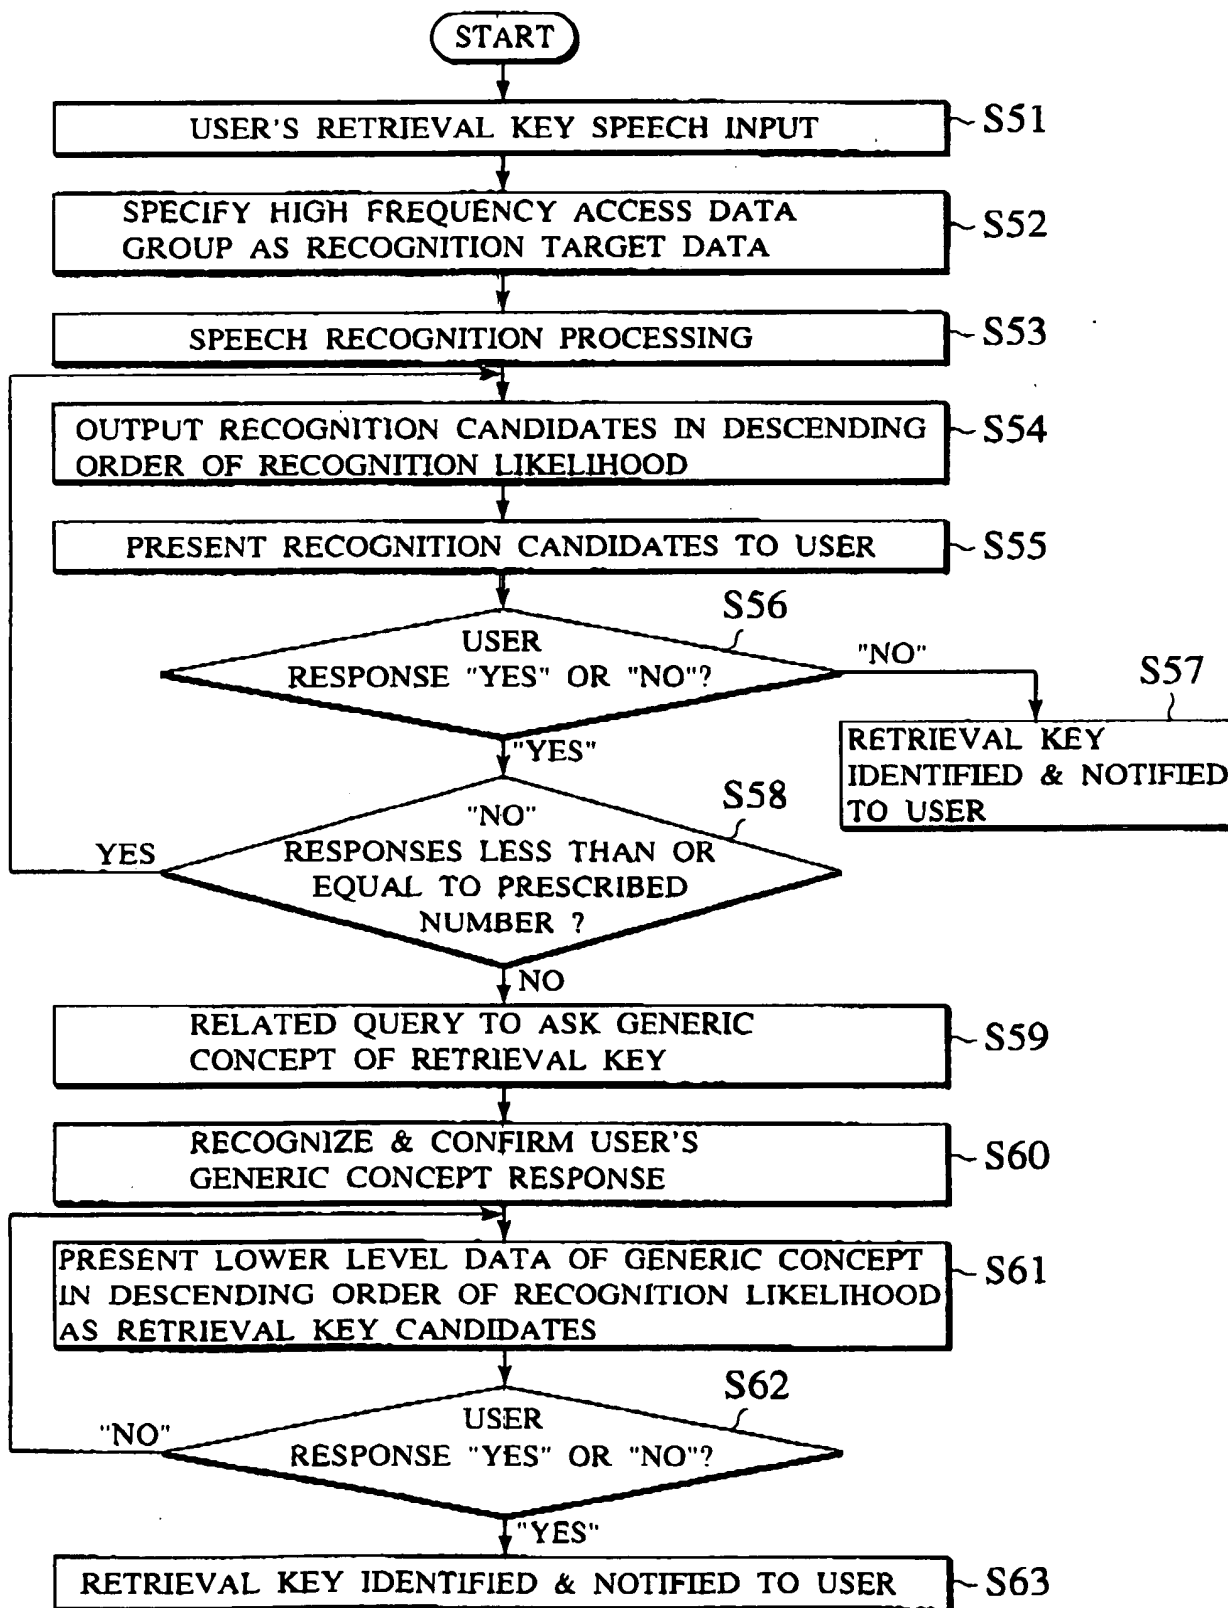 START
USER'S RETRIEVAL KEY SPEECH INPUT
S51
SPECIFY HIGH FREQUENCY ACCESS DATA
GROUP AS RECOGNITION TARGET DATA
S52
SPEECH RECOGNITION PROCESSING
S53
OUTPUT RECOGNITION CANDIDATES IN DESCENDING
ORDER OF RECOGNITION LIKELIHOOD
S54
PRESENT RECOGNITION CANDIDATES TO USER
S55
S56
USER
RESPONSE "YES" OR "NO"?
"NO"
S57
RETRIEVAL KEY
IDENTIFIED & NOTIFIED
TO USER
"YES"
S58
"NO"
RESPONSES LESS THAN OR
EQUAL TO PRESCRIBED
NUMBER ?
YES
NO
RELATED QUERY TO ASK GENERIC
CONCEPT OF RETRIEVAL KEY
S59
RECOGNIZE & CONFIRM USER'S
GENERIC CONCEPT RESPONSE
S60
PRESENT LOWER LEVEL DATA OF GENERIC CONCEPT
IN DESCENDING ORDER OF RECOGNITION LIKELIHOOD
AS RETRIEVAL KEY CANDIDATES
S61
S62
USER
RESPONSE "YES" OR "NO"?
"NO"
"YES"
RETRIEVAL KEY IDENTIFIED & NOTIFIED TO USER
S63